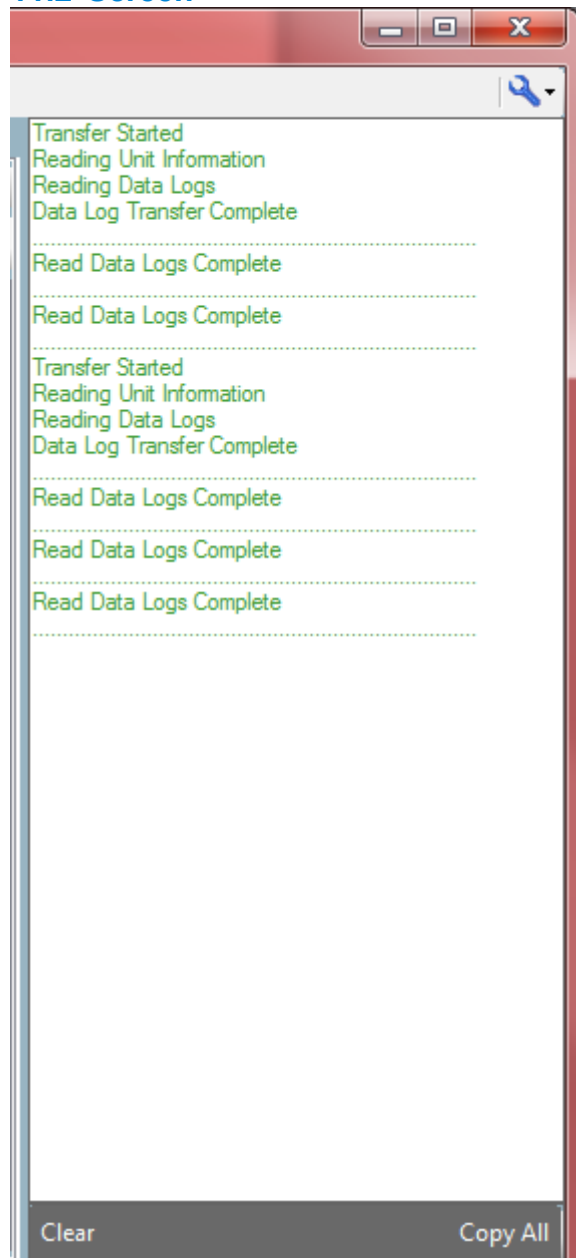 Transfer Started
Reading Unit Information
Reading Data Logs
Data Log Transfer Complete
Read Data Logs Complete
Read Data Logs Complete
Transfer Started
Reading Unit Information
Reading Data Logs
Data Log Transfer Complete
Read Data Logs Complete
Read Data Logs Complete
Read Data Logs Complete
Clear
Copy All